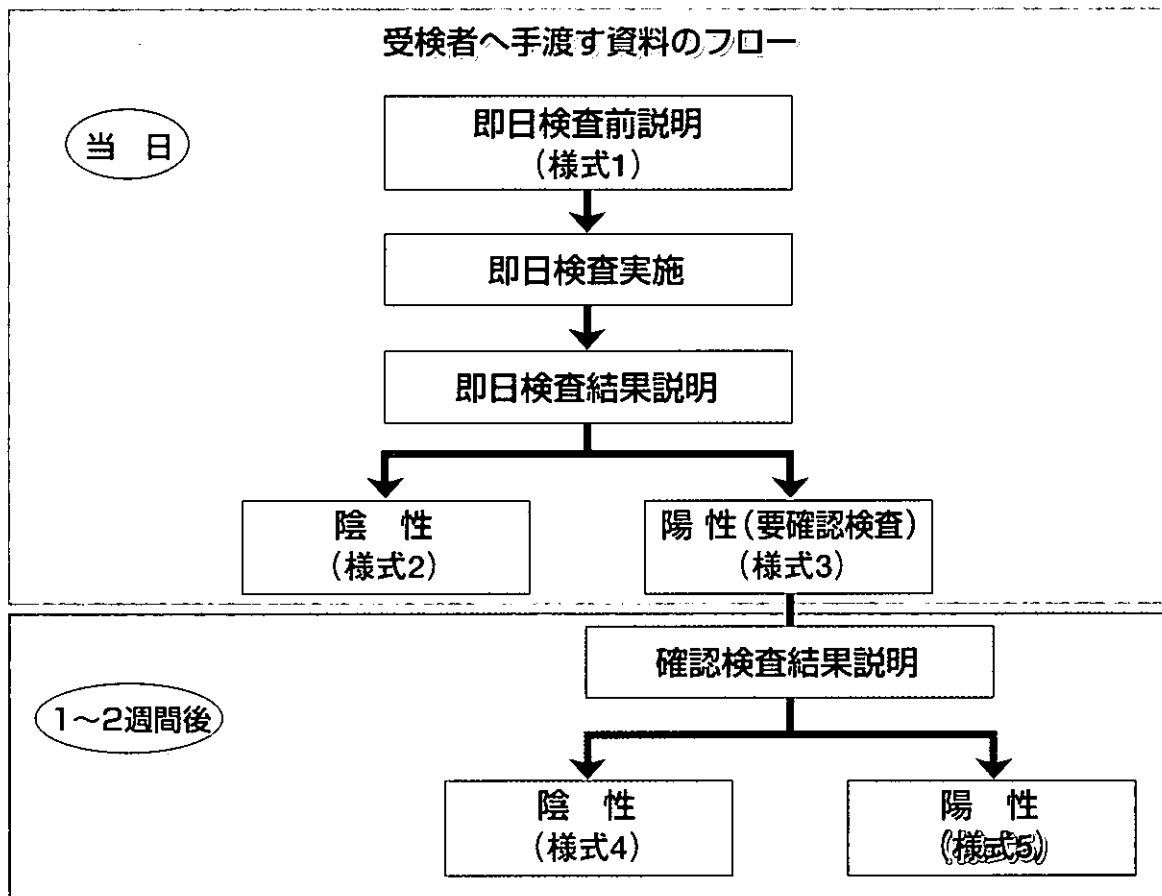 受検者へ手渡す資料のフロー
当 日
即日検査前説明
(様式1)
即日検査実施
即日検査結果説明
陰 性
(様式2)
陽 性(要確認検査)
(様式3)
確認検査結果説明
1〜2週間後
陰 性
(様式4)
陽 性
(様式5)